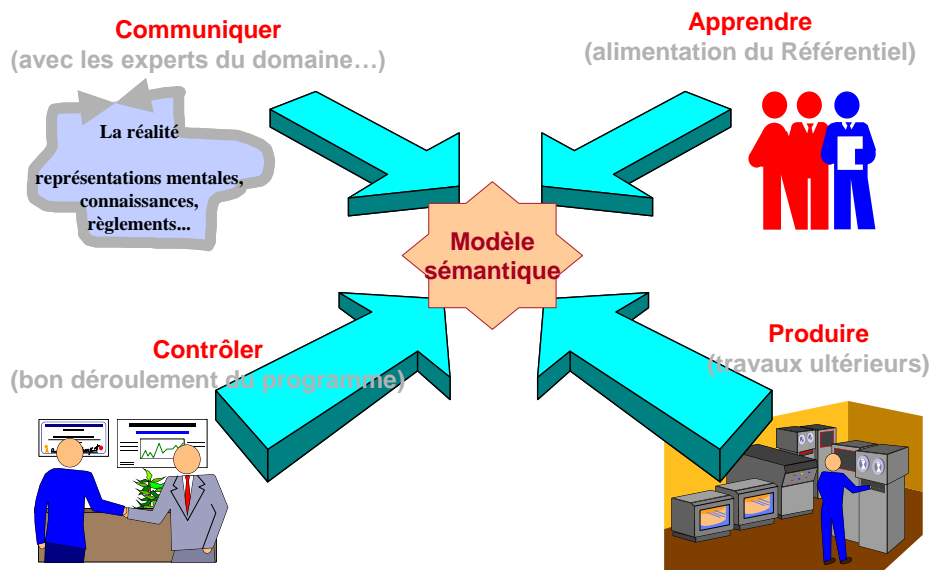 Communiquer
(avec les experts du domaine…)
Apprendre
(alimentation du Référentiel)
La réalité
représentations mentales,
connaissances,
règlements...
Modèle
sémantique
Contrôler
(bon déroulement du programme)
Produire
(travaux ultérieurs)